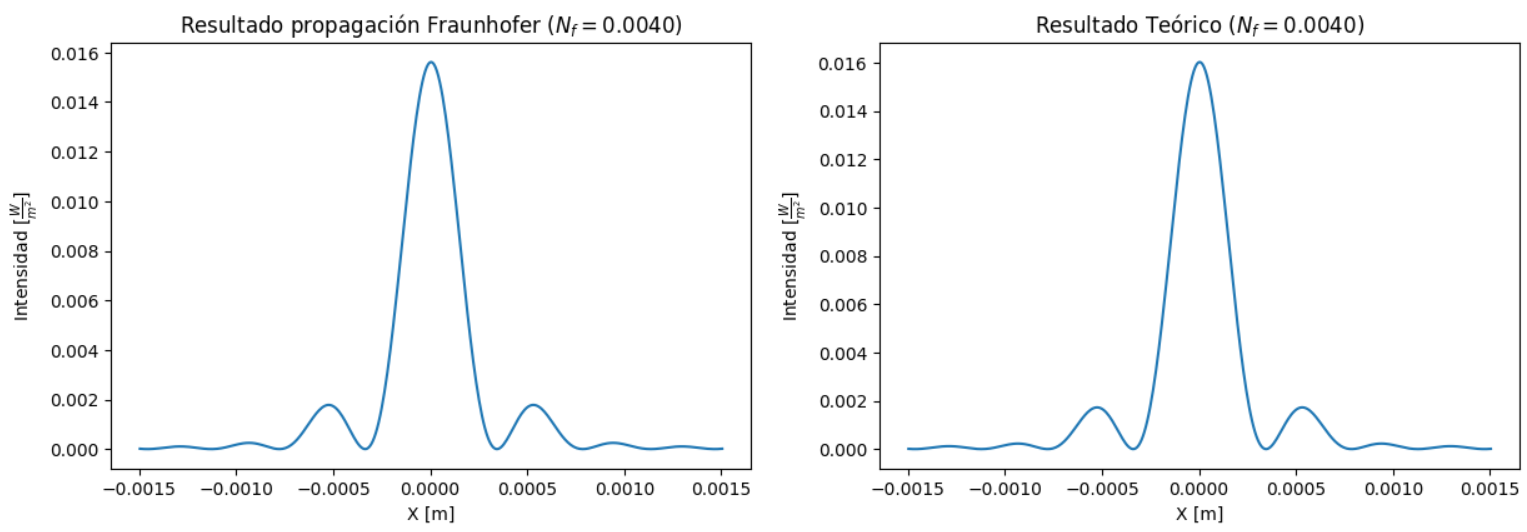 Resultado propagación Fraunhofer (N_f = 0.0040)
0.016
0.014
0.012
0.010
0.008
0.006
0.004
0.002
0.000
Intensidad [W/m²]
−0.0015 −0.0010 −0.0005 0.0000 0.0005 0.0010 0.0015
X [m]
Resultado Teórico (N_f = 0.0040)
0.016
0.014
0.012
0.010
0.008
0.006
0.004
0.002
0.000
Intensidad [W/m²]
−0.0015 −0.0010 −0.0005 0.0000 0.0005 0.0010 0.0015
X [m]